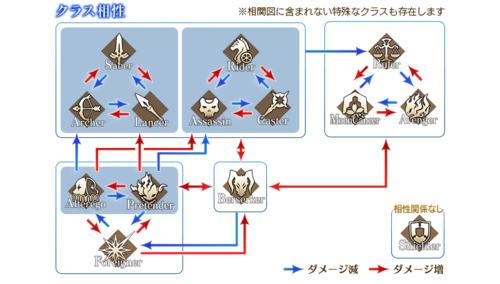 クラス相性
※相関図に含まれない特殊なクラスも存在します
Saber
Rider
Ruler
Archer
Lancer
Assassin
Caster
MoonCancer
Avenger
Alterego
Pretender
Berserker
相性関係なし
Foreigner
Shielder
ダメージ減
ダメージ増